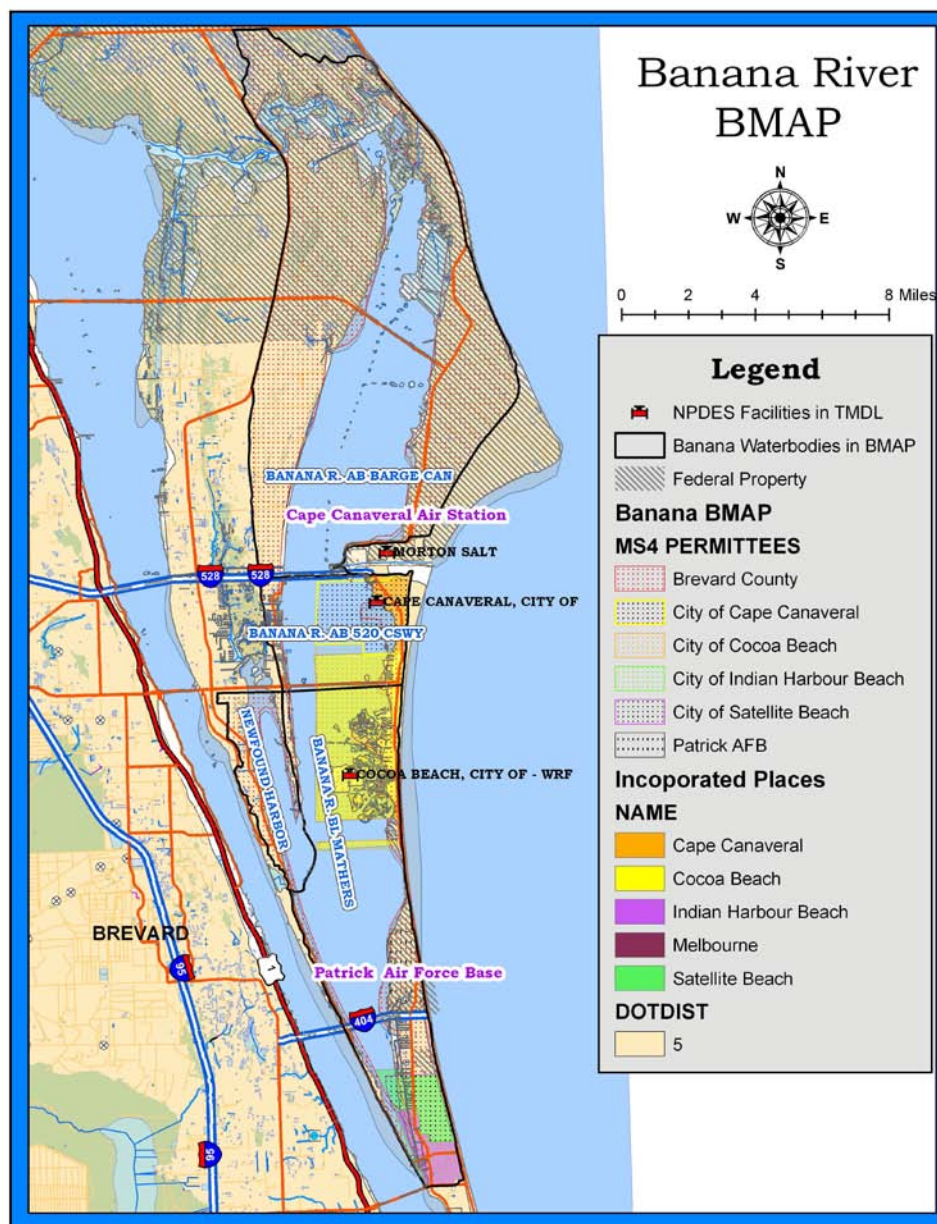 Banana River
BMAP
N
W
E
S
0
2
4
8 Miles
Legend
NPDES Facilities in TMDL
Banana Waterbodies in BMAP
Federal Property
Banana BMAP
MS4 PERMITTEES
Brevard County
City of Cape Canaveral
City of Cocoa Beach
City of Indian Harbour Beach
City of Satellite Beach
Patrick AFB
Incoporated Places
NAME
Cape Canaveral
Cocoa Beach
Indian Harbour Beach
Melbourne
Satellite Beach
DOTDIST
5
BANANA R. AB BARGE CAN
Cape Canaveral Air Station
MORTON SALT
528
528
CAPE CANAVERAL, CITY OF
BANANA R. AB 520 CSWY
NEWFOUND HARBOR
BANANA R. BL MATHERS
COCOA BEACH, CITY OF - WRF
BREVARD
95
1
Patrick Air Force Base
404
95